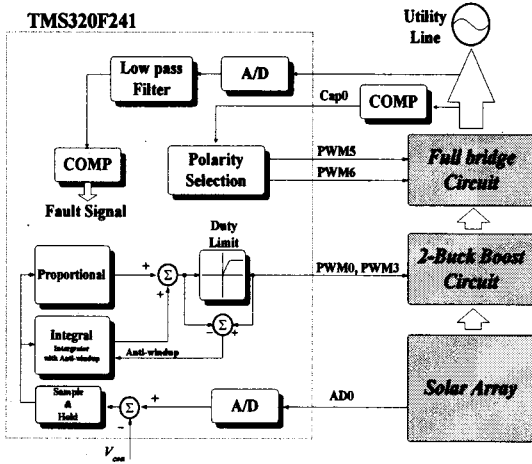 TMS320F241
Utility
Line
Low pass
Filter
A/D
Cap0
COMP
COMP
Fault Signal
Polarity
Selection
PWM5
PWM6
Full bridge
Circuit
Duty
Limit
Proportional
+
+
Σ
PWM0, PWM3
2-Buck Boost
Circuit
Integral
Intergrater
with Anti-windup
−
Σ
+
Anti-windup
Sample
&
Hold
Σ
+
−
A/D
AD0
Solar Array